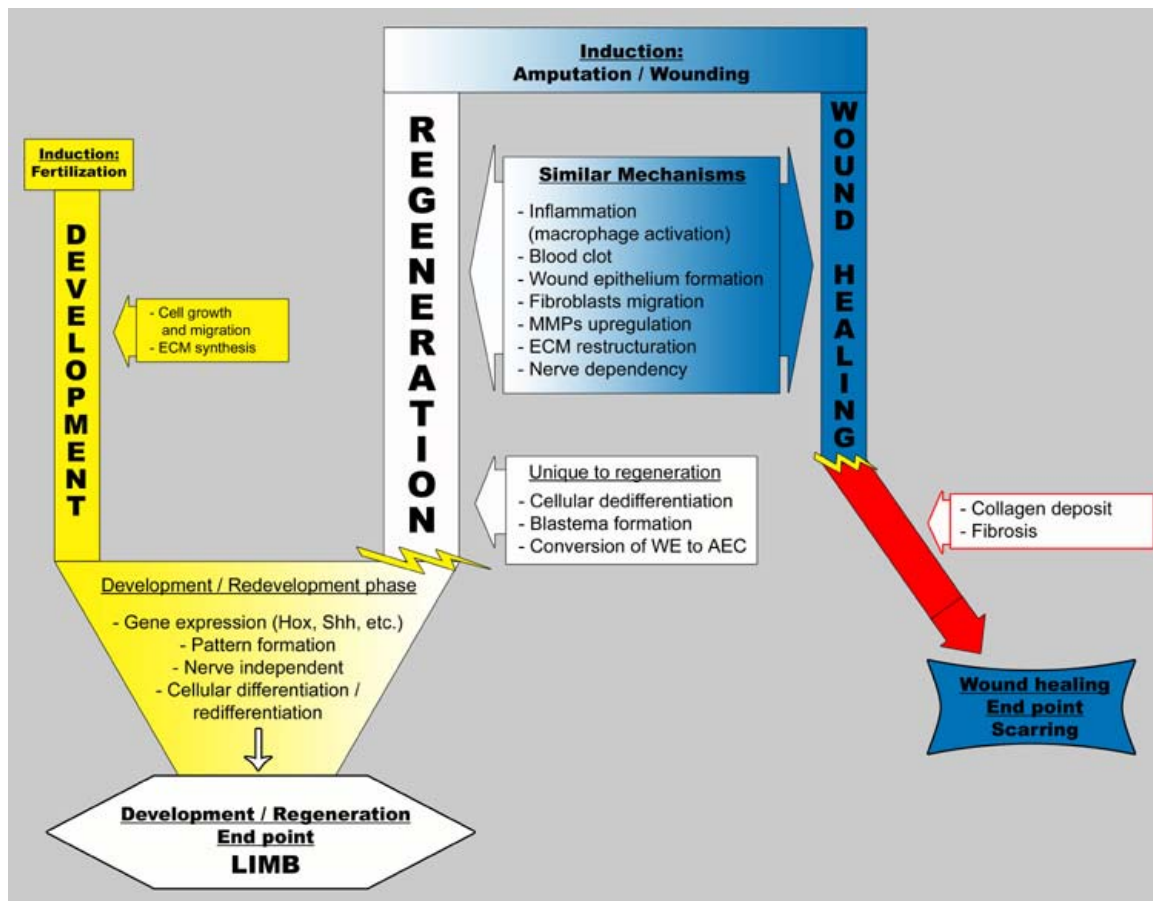 Induction:
Amputation / Wounding
Induction:
Fertilization
DEVELOPMENT
- Cell growth
and migration
- ECM synthesis
REGENERATION
Similar Mechanisms
- Inflammation
(macrophage activation)
- Blood clot
- Wound epithelium formation
- Fibroblasts migration
- MMPs upregulation
- ECM restructuration
- Nerve dependency
WOUND HEALING
Unique to regeneration
- Cellular dedifferentiation
- Blastema formation
- Conversion of WE to AEC
- Collagen deposit
- Fibrosis
Development / Redevelopment phase
- Gene expression (Hox, Shh, etc.)
- Pattern formation
- Nerve independent
- Cellular differentiation /
redifferentiation
Wound healing
End point
Scarring
Development / Regeneration
End point
LIMB